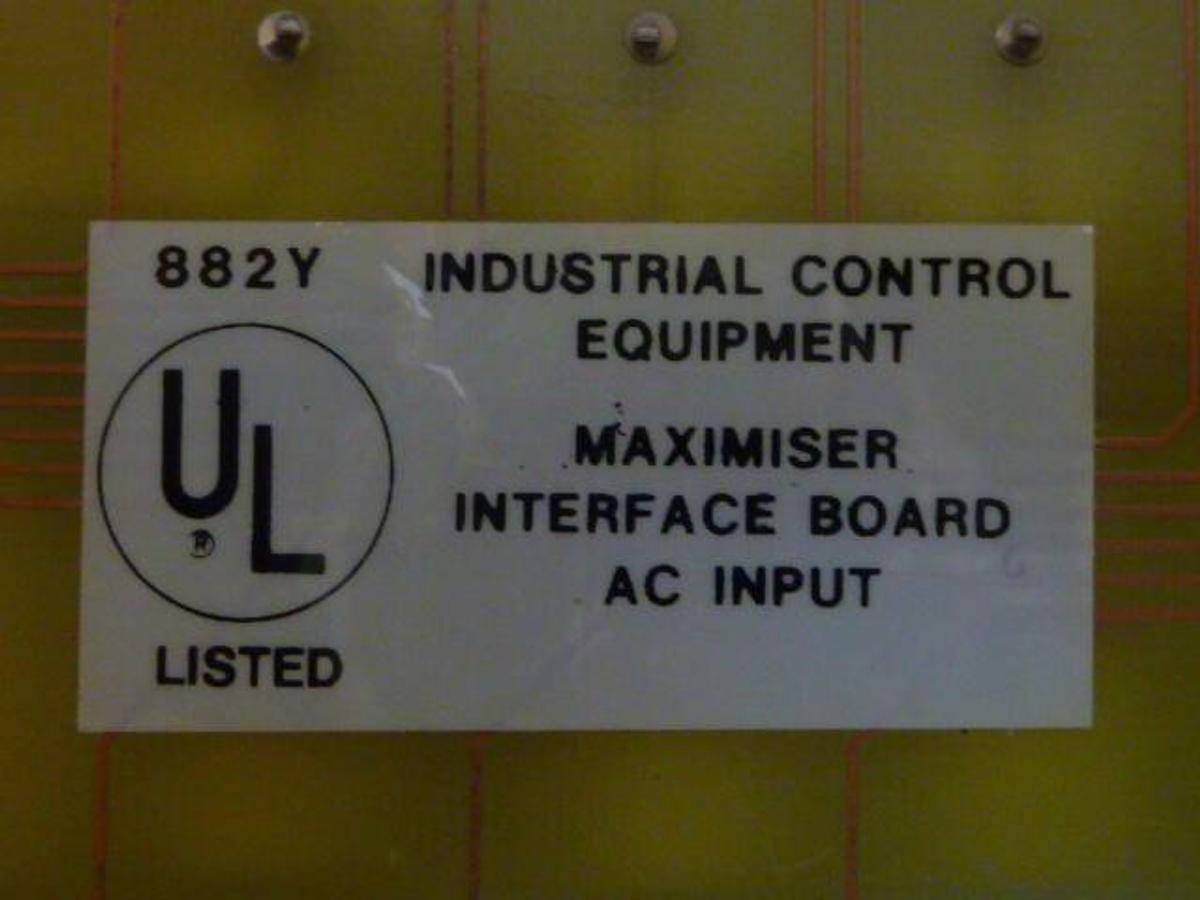 882Y
UL
®
LISTED
INDUSTRIAL CONTROL
EQUIPMENT
MAXIMISER
INTERFACE BOARD
AC INPUT